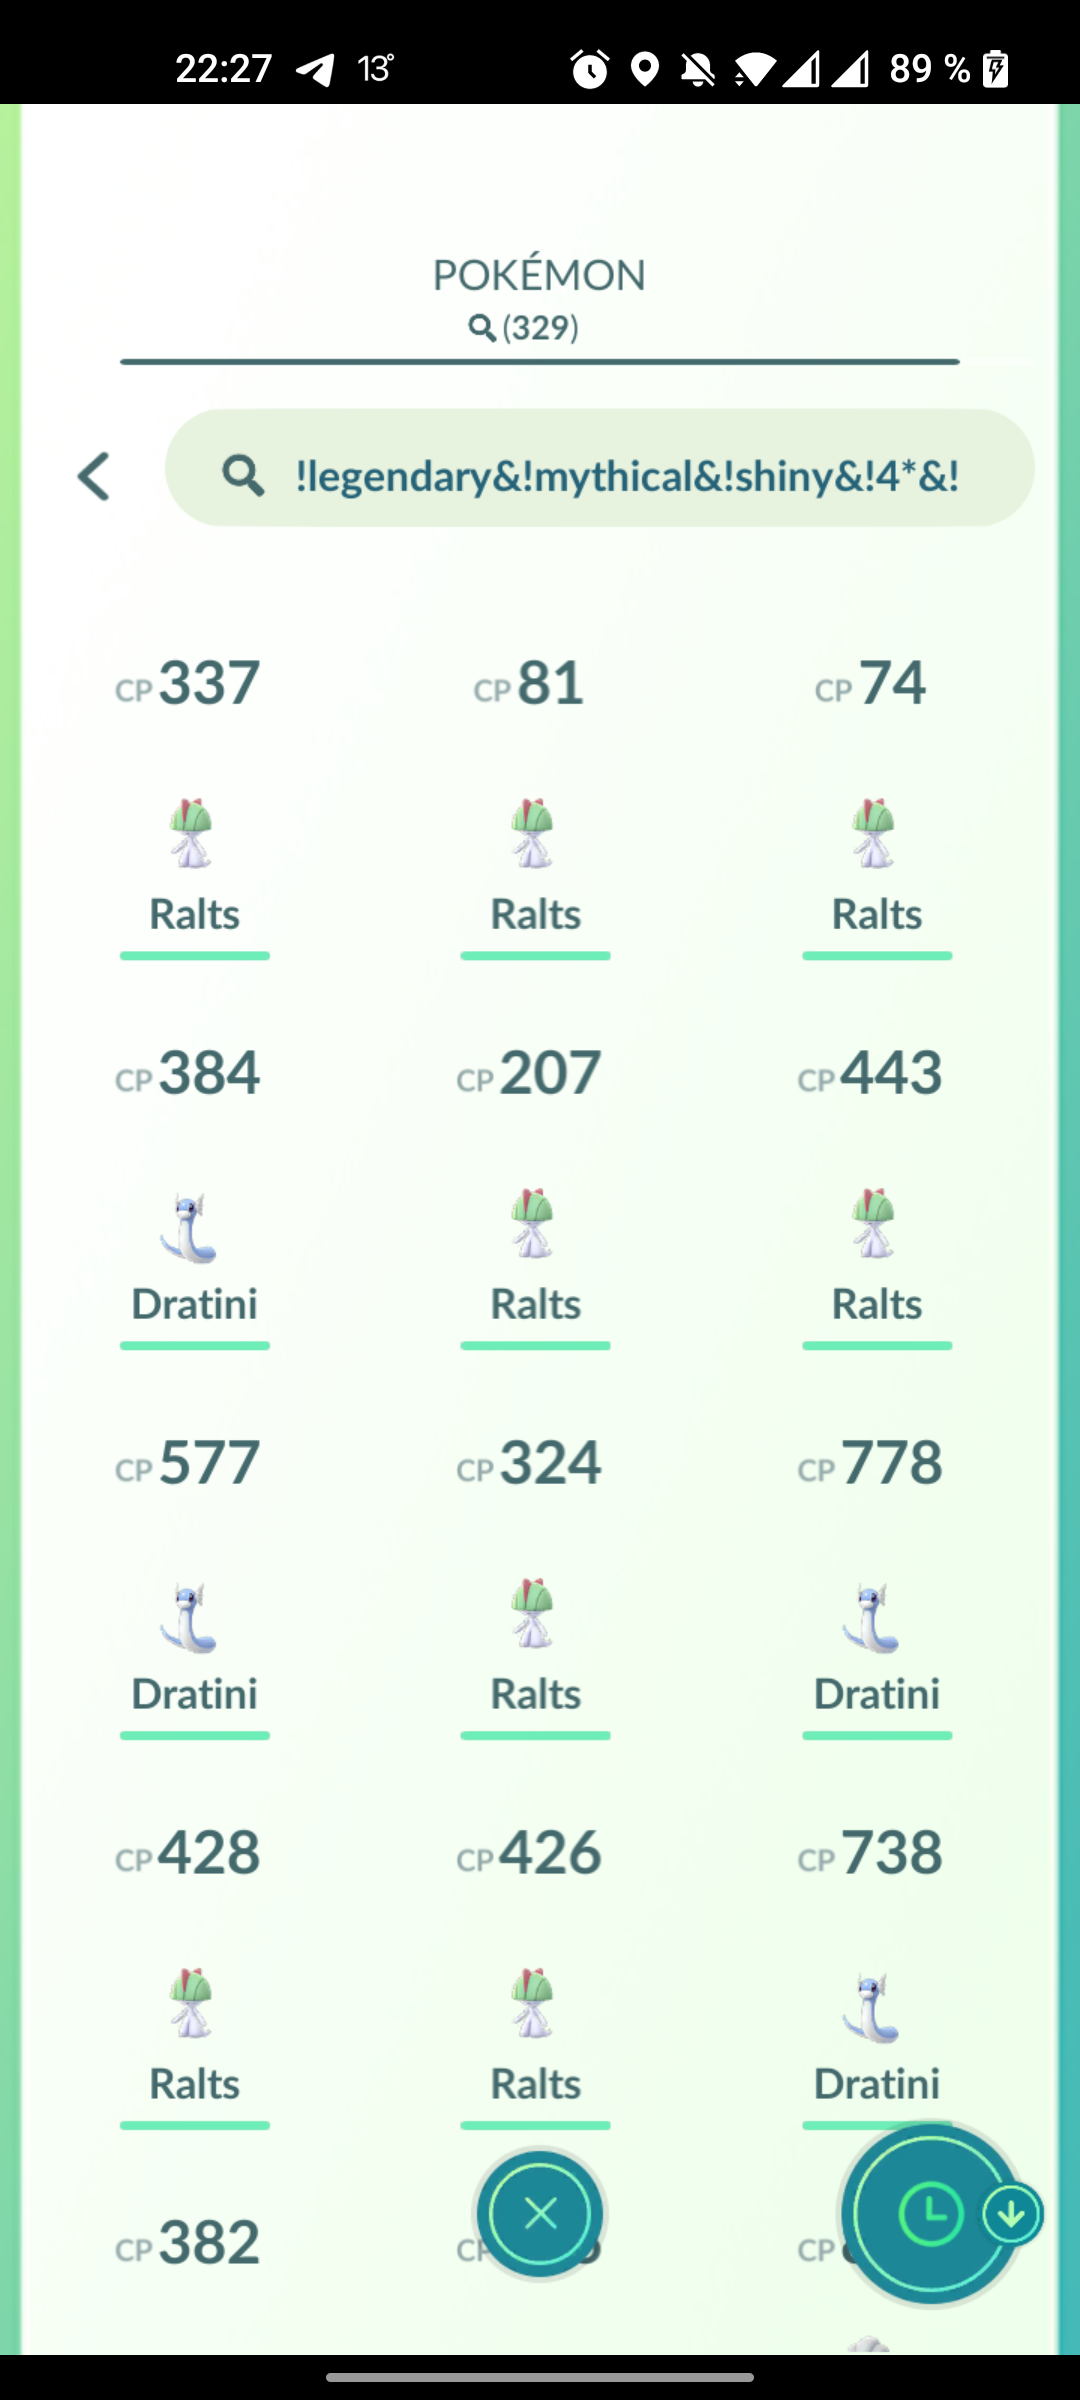 22:27 13° 89 %
POKÉMON
(329)
!legendary&!mythical&!shiny&!4*&!
CP 337 CP 81 CP 74
Ralts Ralts Ralts
CP 384 CP 207 CP 443
Dratini Ralts Ralts
CP 577 CP 324 CP 778
Dratini Ralts Dratini
CP 428 CP 426 CP 738
Ralts Ralts Dratini
CP 382 CP CP